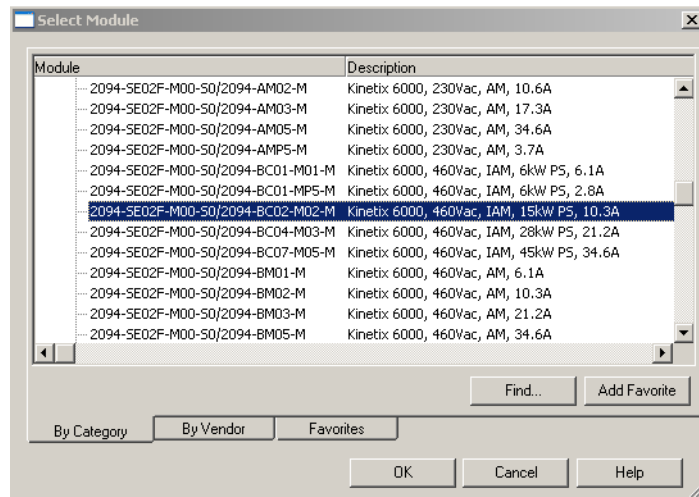 Select Module
Module Description
2094-SE02F-M00-S0/2094-AM02-M Kinetix 6000, 230Vac, AM, 10.6A
2094-SE02F-M00-S0/2094-AM03-M Kinetix 6000, 230Vac, AM, 17.3A
2094-SE02F-M00-S0/2094-AM05-M Kinetix 6000, 230Vac, AM, 34.6A
2094-SE02F-M00-S0/2094-AMP5-M Kinetix 6000, 230Vac, AM, 3.7A
2094-SE02F-M00-S0/2094-BC01-M01-M Kinetix 6000, 460Vac, IAM, 6kW PS, 6.1A
2094-SE02F-M00-S0/2094-BC01-MP5-M Kinetix 6000, 460Vac, IAM, 6kW PS, 2.8A
2094-SE02F-M00-S0/2094-BC02-M02-M Kinetix 6000, 460Vac, IAM, 15kW PS, 10.3A
2094-SE02F-M00-S0/2094-BC04-M03-M Kinetix 6000, 460Vac, IAM, 28kW PS, 21.2A
2094-SE02F-M00-S0/2094-BC07-M05-M Kinetix 6000, 460Vac, IAM, 45kW PS, 34.6A
2094-SE02F-M00-S0/2094-BM01-M Kinetix 6000, 460Vac, AM, 6.1A
2094-SE02F-M00-S0/2094-BM02-M Kinetix 6000, 460Vac, AM, 10.3A
2094-SE02F-M00-S0/2094-BM03-M Kinetix 6000, 460Vac, AM, 21.2A
2094-SE02F-M00-S0/2094-BM05-M Kinetix 6000, 460Vac, AM, 34.6A
Find... Add Favorite
By Category By Vendor Favorites
OK Cancel Help